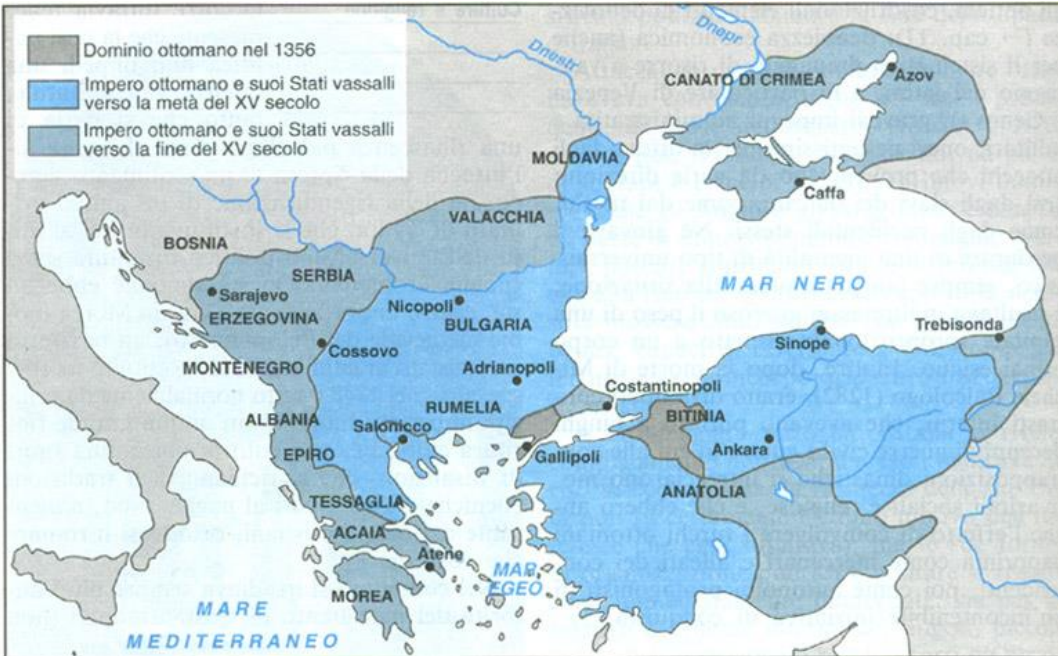 Dominio ottomano nel 1356
Impero ottomano e suoi Stati vassalli
verso la metà del XV secolo
Impero ottomano e suoi Stati vassalli
verso la fine del XV secolo
Dnestr
Dnepr
CANATO DI CRIMEA
Azov
MOLDAVIA
Caffa
VALACCHIA
BOSNIA
SERBIA
Sarajevo
ERZEGOVINA
Nicopoli
BULGARIA
MAR NERO
Trebisonda
Sinope
Cossovo
MONTENEGRO
Adrianopoli
Costantinopoli
RUMELIA
BITINIA
ALBANIA
Salonicco
Ankara
Gallipoli
EPIRO
ANATOLIA
TESSAGLIA
ACAIA
Atene
MAR
EGEO
MOREA
MARE
MEDITERRANEO